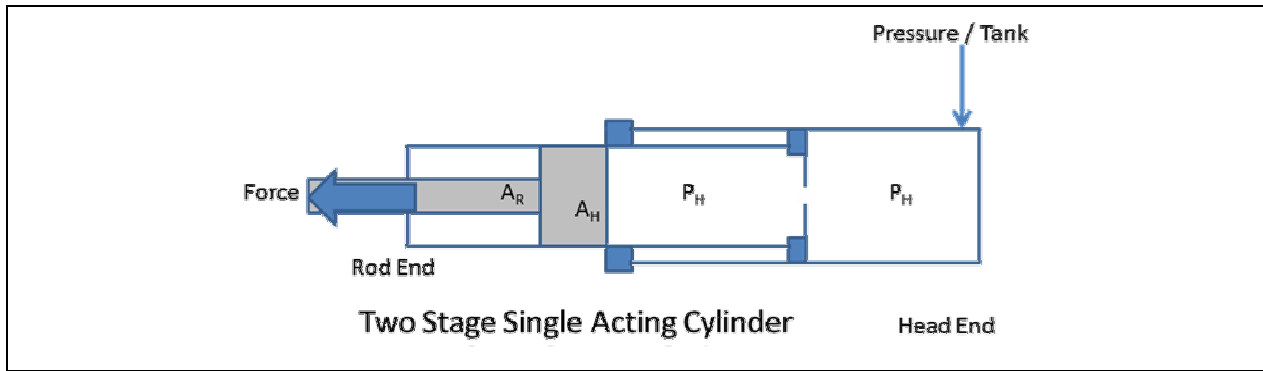 Pressure / Tank
Force
A_R
A_H
P_H
P_H
Rod End
Two Stage Single Acting Cylinder
Head End